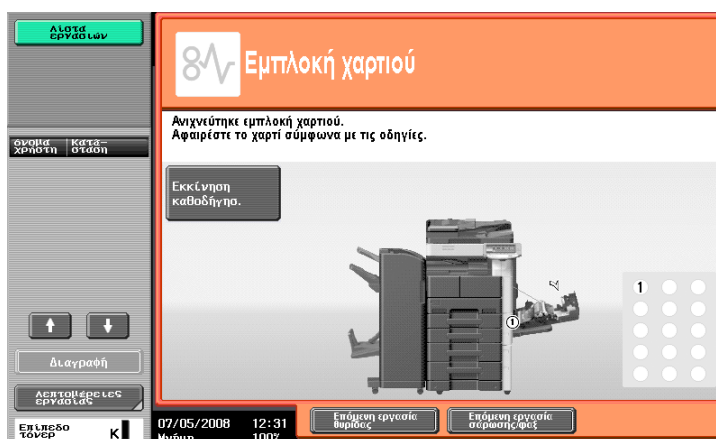 Λίστα
εργασιών
Εμπλοκή χαρτιού
Ανιχνεύτηκε εμπλοκή χαρτιού.
Αφαιρέστε το χαρτί σύμφωνα με τις οδηγίες.
όνομα Κατά-
χρήστη σταση
Εκκίνηση
καθοδήγησ.
1
1
Διαγραφή
Λεπτομέρειες
εργασίας
Επίπεδο
τόνερ K
07/05/2008 12:31
Μνήμη 100%
Επόμενη εργασία
θυρίδας
Επόμενη εργασία
σάρωσης/φαξ